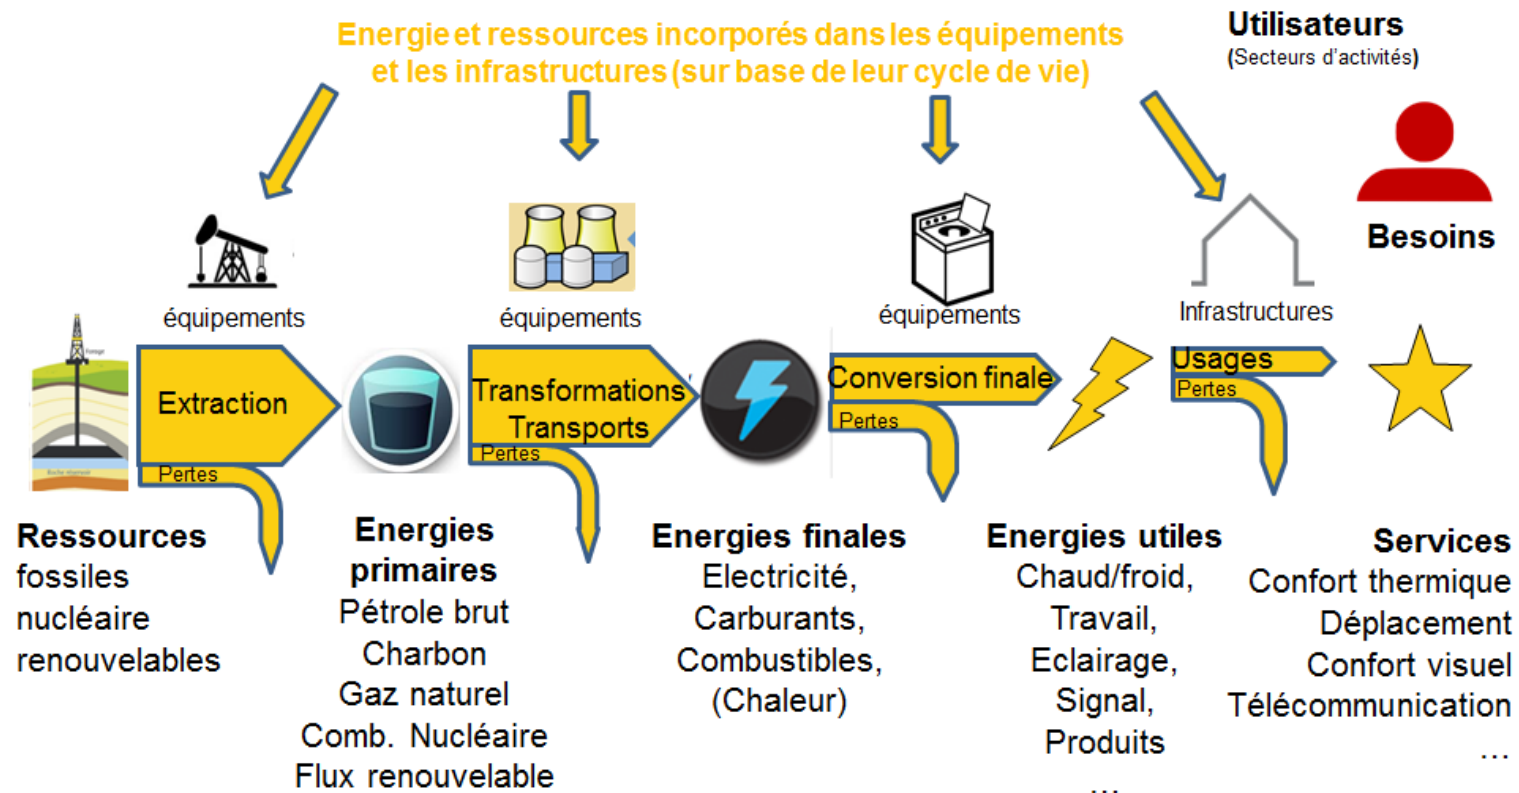 Energie et ressources incorporés dans les équipements
et les infrastructures (sur base de leur cycle de vie)
Utilisateurs
(Secteurs d'activités)
Besoins
équipements
équipements
équipements
Infrastructures
Forage
Extraction
Transformations
Transports
Conversion finale
Usages
Pertes
Pertes
Pertes
Pertes
Roche réservoir
Ressources
fossiles
nucléaire
renouvelables
Energies
primaires
Pétrole brut
Charbon
Gaz naturel
Comb. Nucléaire
Flux renouvelable
Energies finales
Electricité,
Carburants,
Combustibles,
(Chaleur)
Energies utiles
Chaud/froid,
Travail,
Eclairage,
Signal,
Produits
...
Services
Confort thermique
Déplacement
Confort visuel
Télécommunication
...